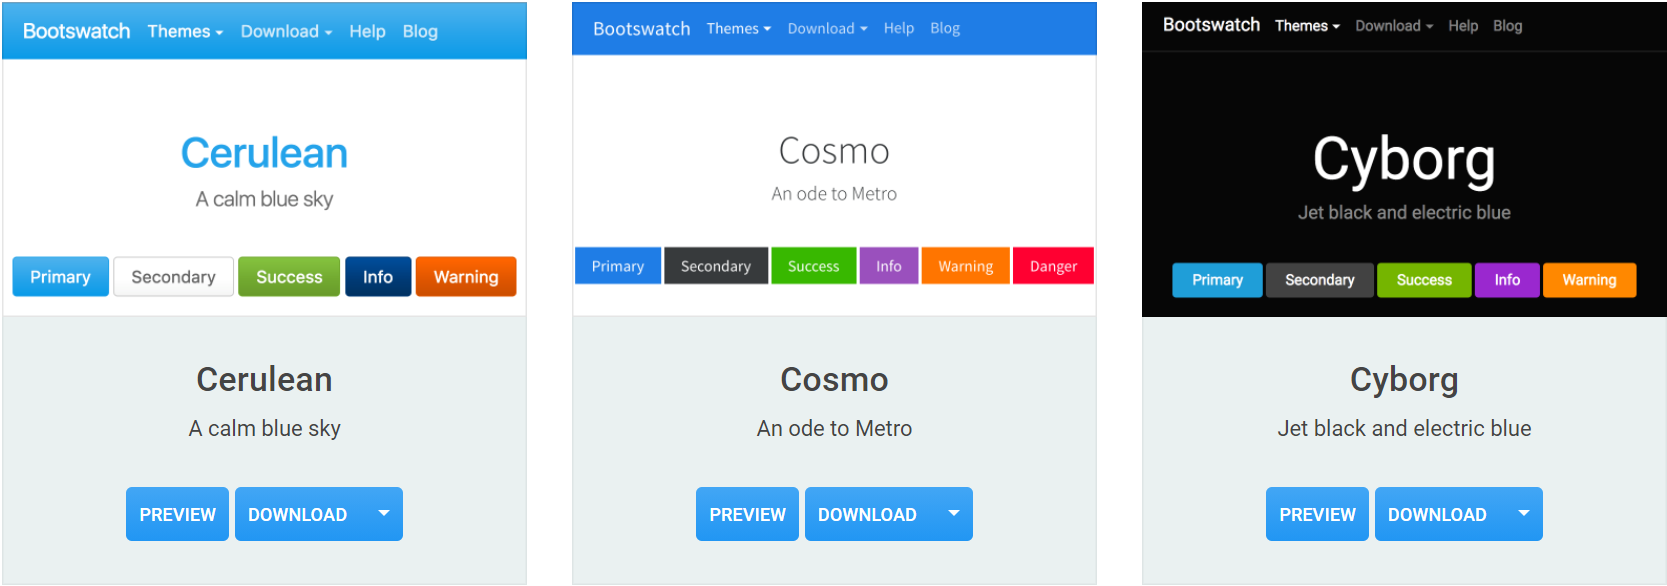 Bootswatch Themes Download Help Blog
Cerulean
A calm blue sky
Primary Secondary Success Info Warning
Cerulean
A calm blue sky
PREVIEW DOWNLOAD
Bootswatch Themes Download Help Blog
Cosmo
An ode to Metro
Primary Secondary Success Info Warning Danger
Cosmo
An ode to Metro
PREVIEW DOWNLOAD
Bootswatch Themes Download Help Blog
Cyborg
Jet black and electric blue
Primary Secondary Success Info Warning
Cyborg
Jet black and electric blue
PREVIEW DOWNLOAD